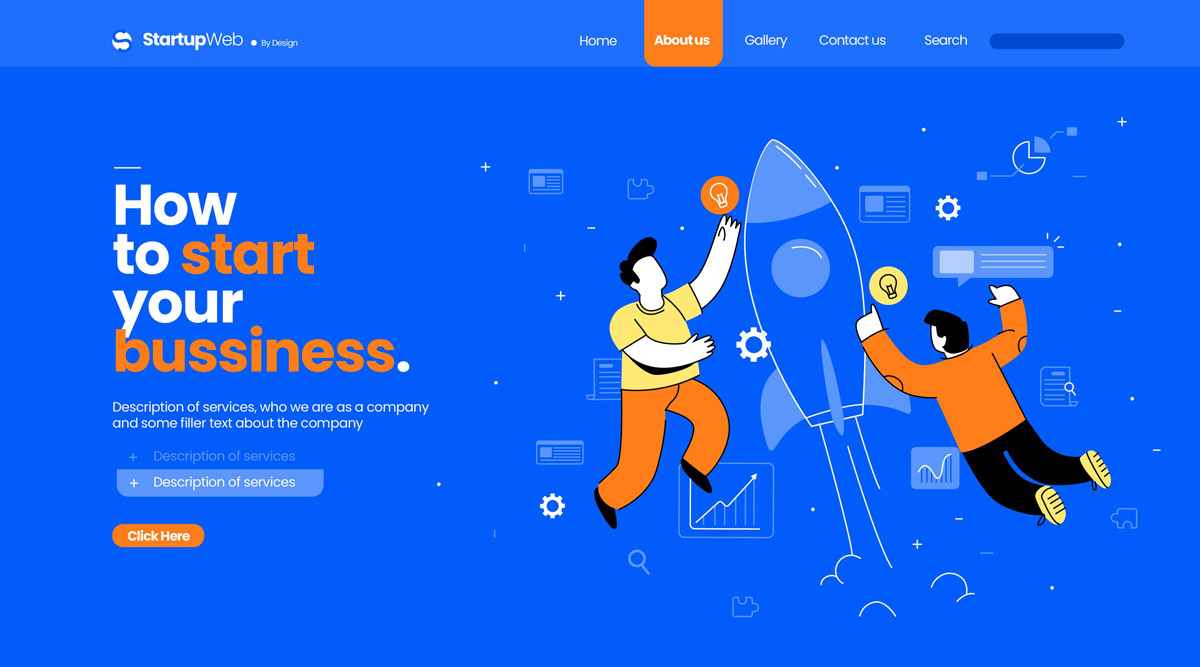 StartupWeb By Design
Home About us Gallery Contact us Search
How
to start
your
bussiness.
Description of services, who we are as a company
and some filler text about the company
+ Description of services
+ Description of services
Click Here